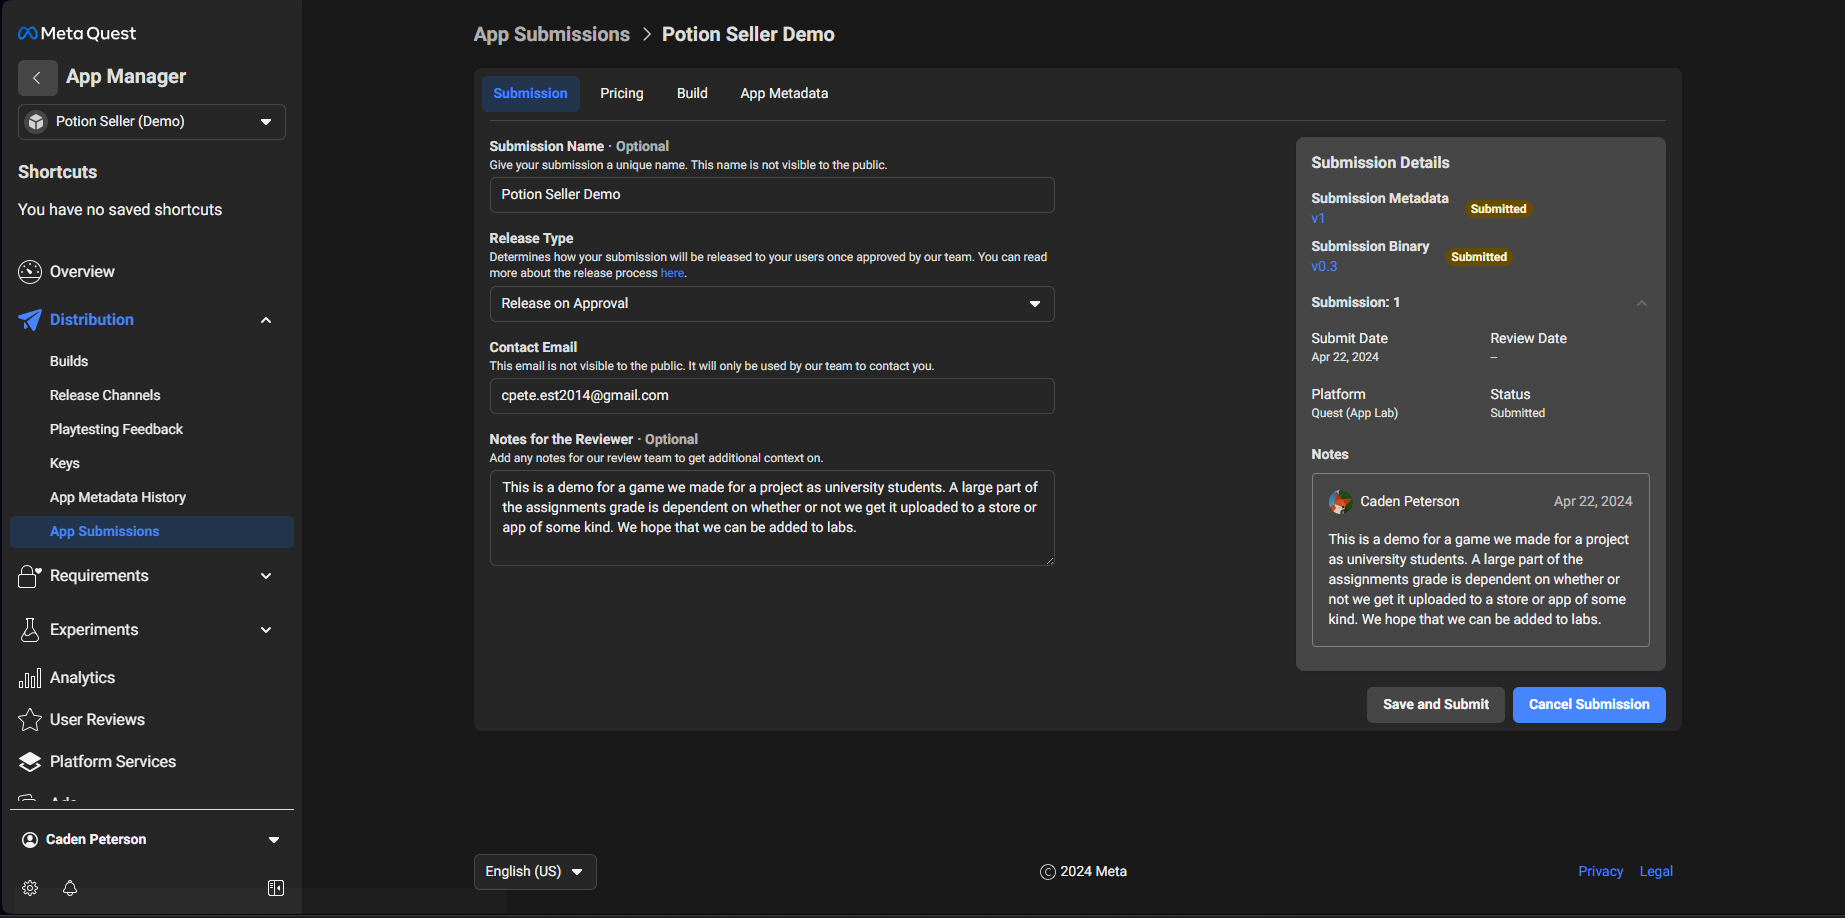 Meta Quest
App Manager
Potion Seller (Demo)
Shortcuts
You have no saved shortcuts
Overview
Distribution
Builds
Release Channels
Playtesting Feedback
Keys
App Metadata History
App Submissions
Requirements
Experiments
Analytics
User Reviews
Platform Services
Caden Peterson
App Submissions > Potion Seller Demo
Submission Pricing Build App Metadata
Submission Name · Optional
Give your submission a unique name. This name is not visible to the public.
Potion Seller Demo
Release Type
Determines how your submission will be released to your users once approved by our team. You can read
more about the release process here.
Release on Approval
Contact Email
This email is not visible to the public. It will only be used by our team to contact you.
cpete.est2014@gmail.com
Notes for the Reviewer · Optional
Add any notes for our review team to get additional context on.
This is a demo for a game we made for a project as university students. A large part of
the assignments grade is dependent on whether or not we get it uploaded to a store or
app of some kind. We hope that we can be added to labs.
Submission Details
Submission Metadata
v1
Submitted
Submission Binary
v0.3
Submitted
Submission: 1
Submit Date
Apr 22, 2024
Review Date
--
Platform
Quest (App Lab)
Status
Submitted
Notes
Caden Peterson Apr 22, 2024
This is a demo for a game we made for a project
as university students. A large part of the
assignments grade is dependent on whether or
not we get it uploaded to a store or app of some
kind. We hope that we can be added to labs.
Save and Submit Cancel Submission
English (US)
© 2024 Meta
Privacy Legal